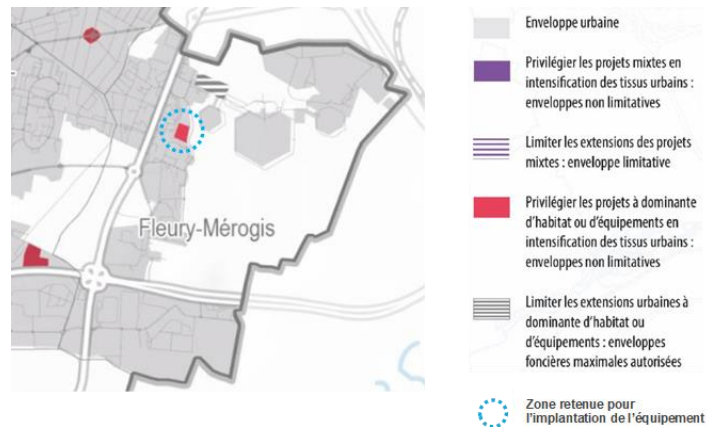 Fleury-Mérogis
Enveloppe urbaine
Privilégier les projets mixtes en
intensification des tissus urbains :
enveloppes non limitatives
Limiter les extensions des projets
mixtes : enveloppe limitative
Privilégier les projets à dominante
d'habitat ou d'équipements en
intensification des tissus urbains :
enveloppes non limitatives
Limiter les extensions urbaines à
dominante d'habitat ou
d'équipements : enveloppes
foncières maximales autorisées
Zone retenue pour
l'implantation de l'équipement